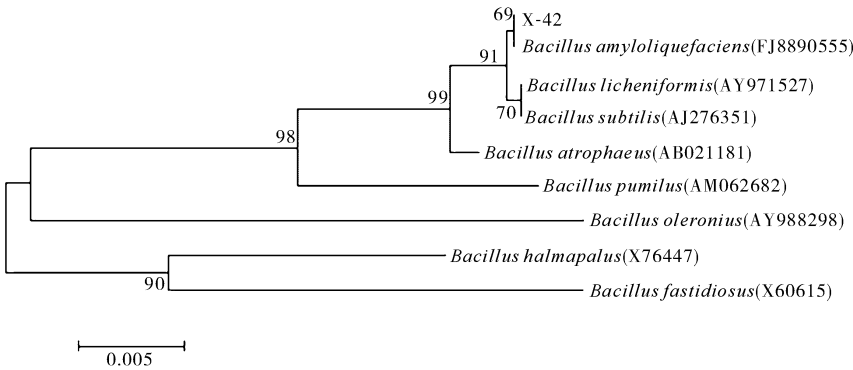 69
X-42
Bacillus amyloliquefaciens(FJ8890555)
91
Bacillus licheniformis(AY971527)
99
70
Bacillus subtilis(AJ276351)
98
Bacillus atrophaeus(AB021181)
Bacillus pumilus(AM062682)
Bacillus oleronius(AY988298)
Bacillus halmapalus(X76447)
90
Bacillus fastidiosus(X60615)
0.005